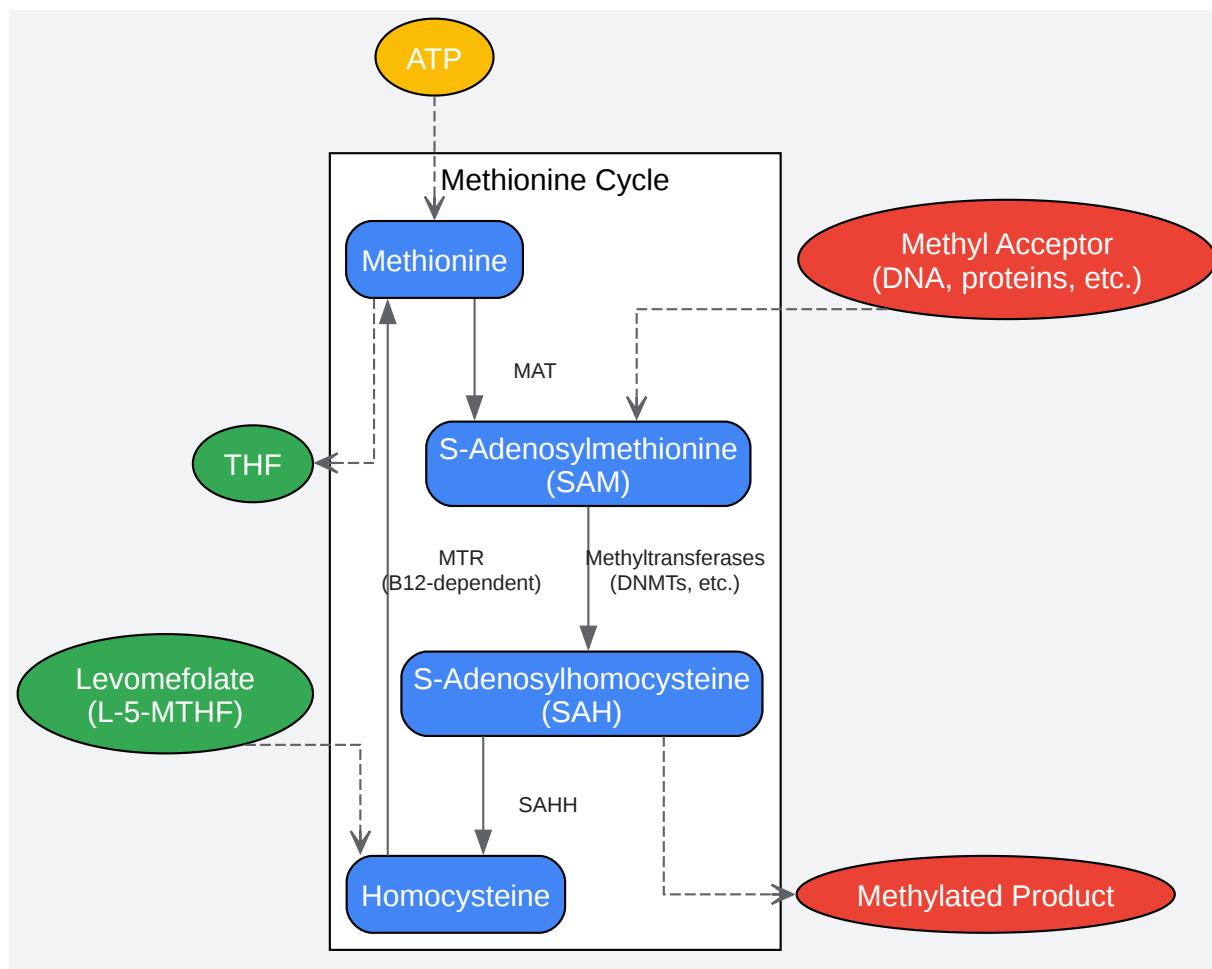 ATP
Methionine Cycle
Methionine
Methyl Acceptor
(DNA, proteins, etc.)
MAT
S-Adenosylmethionine
(SAM)
THF
MTR
(B12-dependent)
Methyltransferases
(DNMTs, etc.)
Levomefolate
(L-5-MTHF)
S-Adenosylhomocysteine
(SAH)
SAHH
Homocysteine
Methylated Product